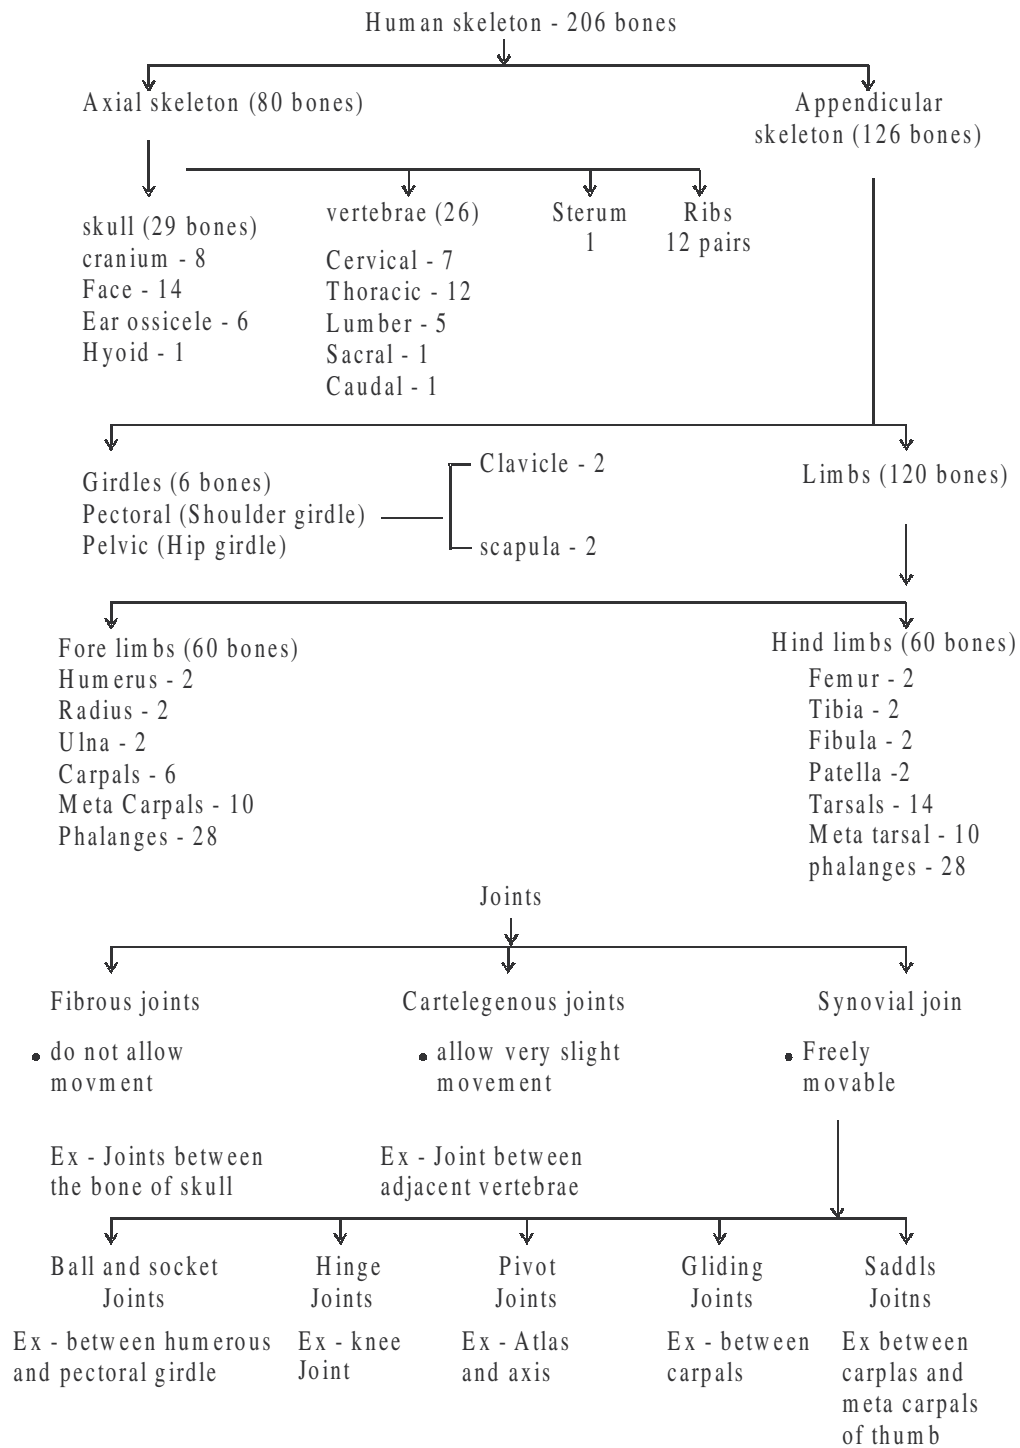 Human skeleton - 206 bones
Axial skeleton (80 bones)
Appendicular
skeleton (126 bones)
skull (29 bones)
cranium - 8
Face - 14
Ear ossicele - 6
Hyoid - 1
vertebrae (26)
Cervical - 7
Thoracic - 12
Lumber - 5
Sacral - 1
Caudal - 1
Sterum
1
Ribs
12 pairs
Girdles (6 bones)
Pectoral (Shoulder girdle)
Pelvic (Hip girdle)
Clavicle - 2
scapula - 2
Limbs (120 bones)
Fore limbs (60 bones)
Humerus - 2
Radius - 2
Ulna - 2
Carpals - 6
Meta Carpals - 10
Phalanges - 28
Hind limbs (60 bones)
Femur - 2
Tibia - 2
Fibula - 2
Patella -2
Tarsals - 14
Meta tarsal - 10
phalanges - 28
Joints
Fibrous joints
• do not allow
movment
Ex - Joints between
the bone of skull
Cartelegenous joints
• allow very slight
movement
Ex - Joint between
adjacent vertebrae
Synovial join
• Freely
movable
Ball and socket
Joints
Ex - between humerous
and pectoral girdle
Hinge
Joints
Ex - knee
Joint
Pivot
Joints
Ex - Atlas
and axis
Gliding
Joints
Ex - between
carpals
Saddls
Joitns
Ex between
carplas and
meta carpals
of thumb